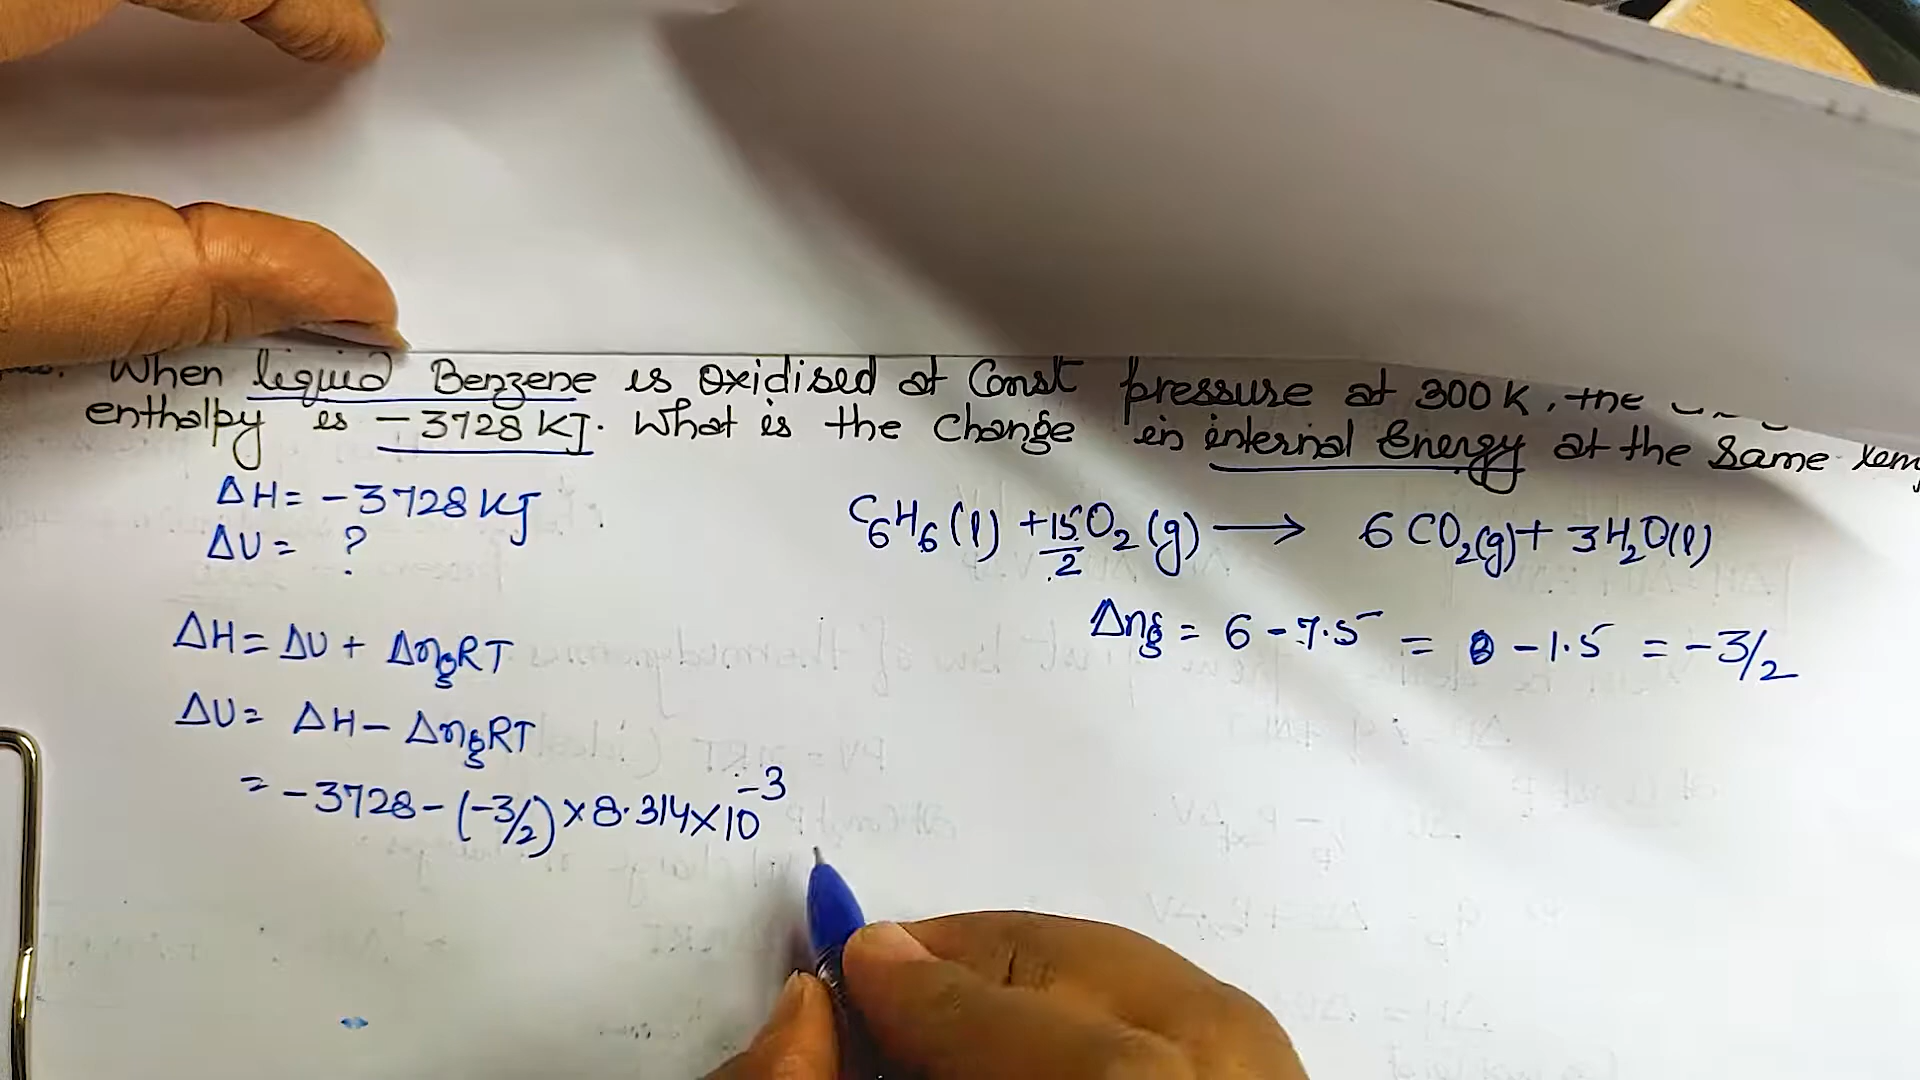 When liquid Benzene is oxidised at Const pressure at 300 K, the
enthalpy is -3728 KJ. What is the change in internal Energy at the same
ΔH = -3728 KJ
ΔU = ?
C6H6(l) + 15/2 O2(g) ⟶ 6 CO2(g) + 3H2O(l)
Δng = 6 - 7.5 = -1.5 = -3/2
ΔH = ΔU + ΔngRT
ΔU = ΔH - ΔngRT
= -3728 - (-3/2) × 8.314 × 10^-3